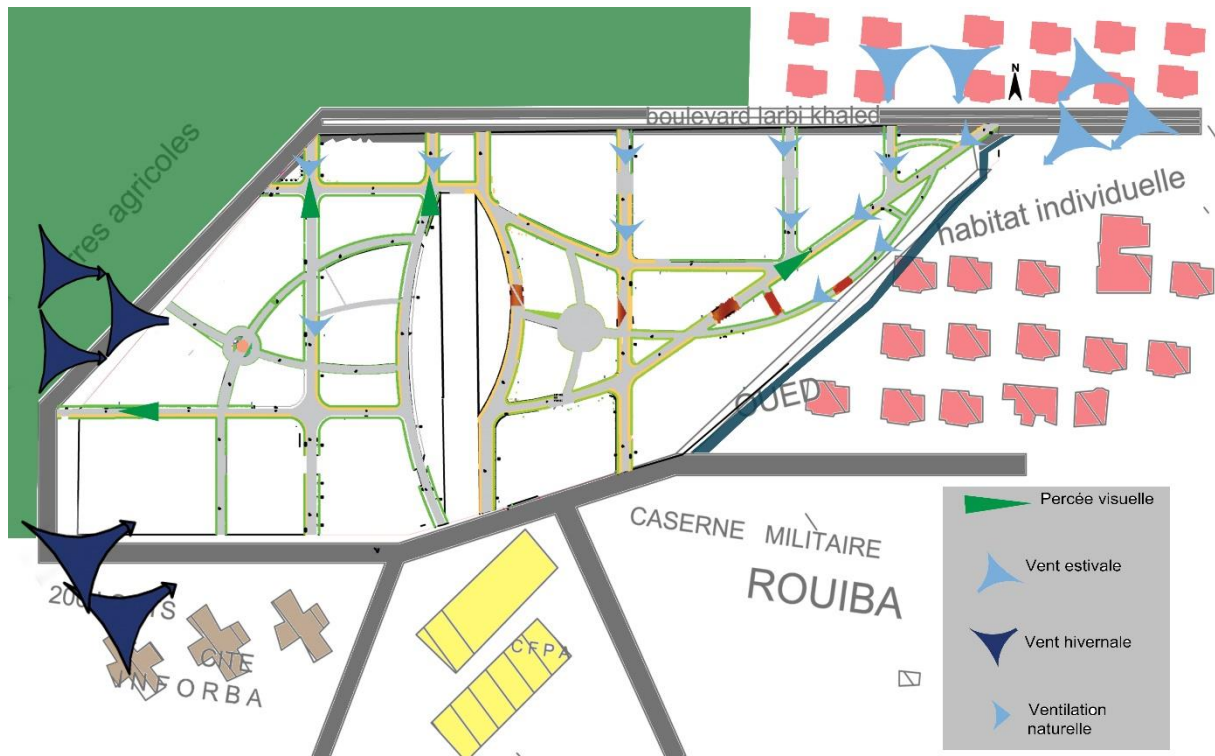 N
boulevard larbi khaled
agricoles
habitat individuelle
OUED
CASERNE MILITAIRE
ROUIBA
CFPA
CITE
Percée visuelle
Vent estivale
Vent hivernale
Ventilation
naturelle